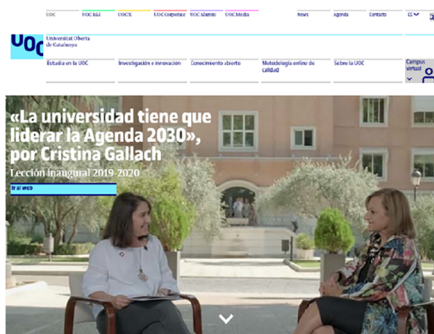 UOC
UOC R&I
UOC X
UOC Corporate
UOC Alumni
UOC Media
News
Agenda
Contacto
ES
UOC
Universitat Oberta
de Catalunya
Estudia en la UOC
Investigación e innovación
Conocimiento abierto
Metodología online de
calidad
Sobre la UOC
Campus
virtual
«La universidad tiene que
liderar la Agenda 2030»,
por Cristina Gallach
Lección inaugural 2019-2020